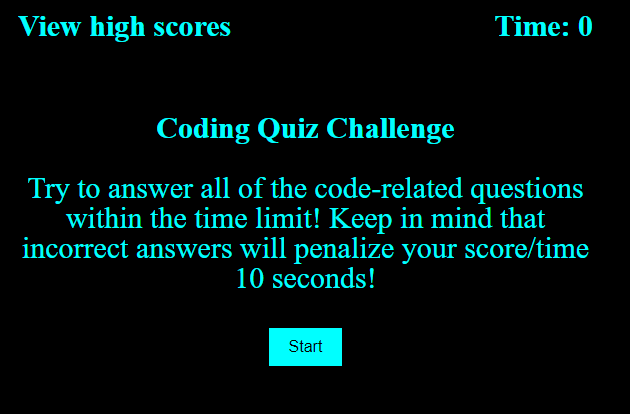 View high scores
Time: 0
Coding Quiz Challenge
Try to answer all of the code-related questions
within the time limit! Keep in mind that
incorrect answers will penalize your score/time
10 seconds!
Start